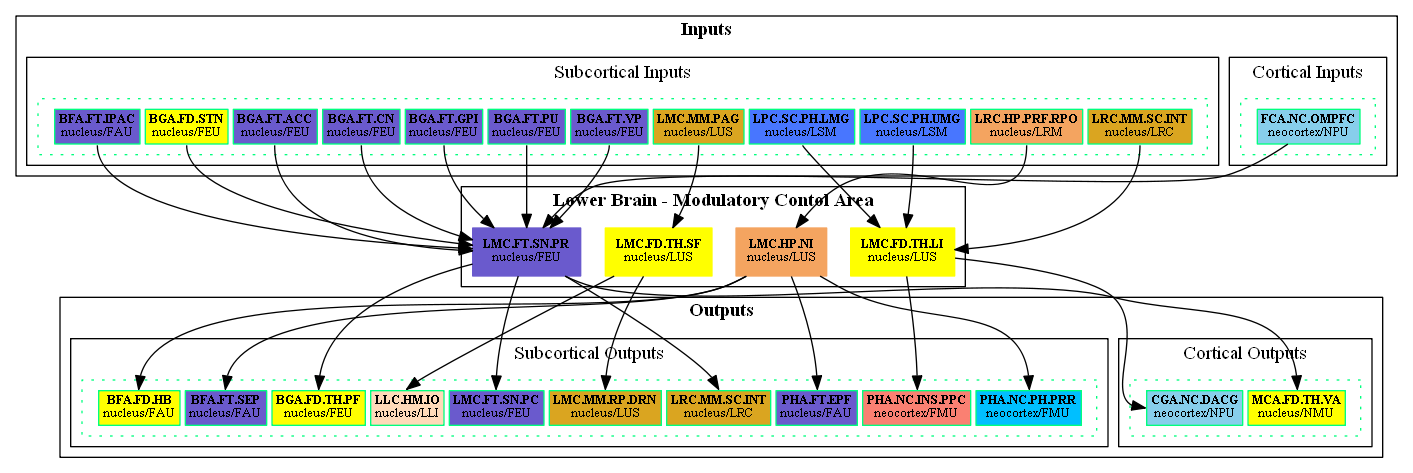 Inputs
Subcortical Inputs
Cortical Inputs
BFA.FT.IPAC
nucleus/FAU
BGA.FD.STN
nucleus/FEU
BGA.FT.ACC
nucleus/FEU
BGA.FT.CN
nucleus/FEU
BGA.FT.GPI
nucleus/FEU
BGA.FT.PU
nucleus/FEU
BGA.FT.VP
nucleus/FEU
LMC.MM.PAG
nucleus/LUS
LPC.SC.PH.LMG
nucleus/LSM
LPC.SC.PH.UMG
nucleus/LSM
LRC.HP.PRF.RPO
nucleus/LRM
LRC.MM.SC.INT
nucleus/LRC
FCA.NC.OMPFC
neocortex/NPU
Lower Brain - Modulatory Contol Area
LMC.FT.SN.PR
nucleus/FEU
LMC.FD.TH.SF
nucleus/LUS
LMC.HP.NI
nucleus/LUS
LMC.FD.TH.LI
nucleus/LUS
Outputs
Subcortical Outputs
Cortical Outputs
BFA.FD.HB
nucleus/FAU
BFA.FT.SEP
nucleus/FAU
BGA.FD.TH.PF
nucleus/FEU
LLC.HM.IO
nucleus/LLI
LMC.FT.SN.PC
nucleus/FEU
LMC.MM.RP.DRN
nucleus/LUS
LRC.MM.SC.INT
nucleus/LRC
PHA.FT.EPF
nucleus/FAU
PHA.NC.INS.PPC
neocortex/FMU
PHA.NC.PH.PRR
neocortex/FMU
CGA.NC.DACG
neocortex/NPU
MCA.FD.TH.VA
nucleus/NMU